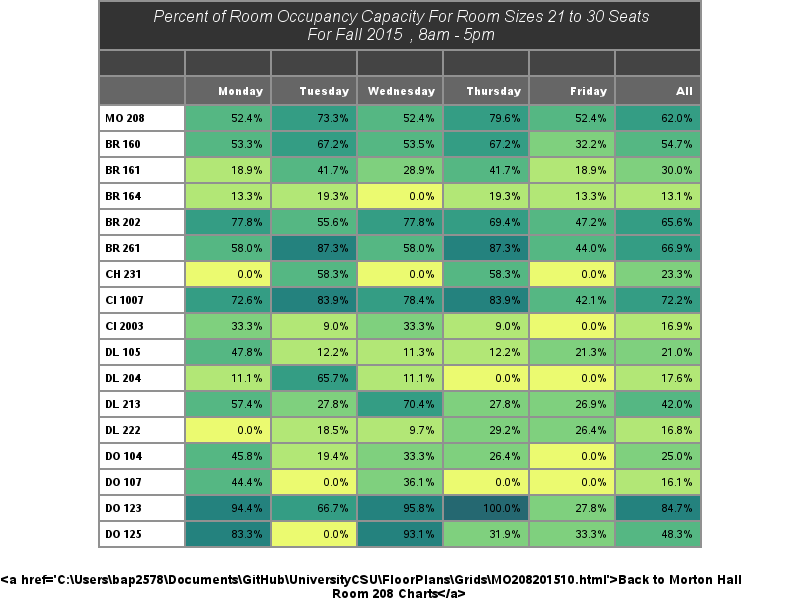 Percent of Room Occupancy Capacity For Room Sizes 21 to 30 Seats
For Fall 2015 , 8am - 5pm
Monday Tuesday Wednesday Thursday Friday All
MO 208 52.4% 73.3% 52.4% 79.6% 52.4% 62.0%
BR 160 53.3% 67.2% 53.5% 67.2% 32.2% 54.7%
BR 161 18.9% 41.7% 28.9% 41.7% 18.9% 30.0%
BR 164 13.3% 19.3% 0.0% 19.3% 13.3% 13.1%
BR 202 77.8% 55.6% 77.8% 69.4% 47.2% 65.6%
BR 261 58.0% 87.3% 58.0% 87.3% 44.0% 66.9%
CH 231 0.0% 58.3% 0.0% 58.3% 0.0% 23.3%
CI 1007 72.6% 83.9% 78.4% 83.9% 42.1% 72.2%
CI 2003 33.3% 9.0% 33.3% 9.0% 0.0% 16.9%
DL 105 47.8% 12.2% 11.3% 12.2% 21.3% 21.0%
DL 204 11.1% 65.7% 11.1% 0.0% 0.0% 17.6%
DL 213 57.4% 27.8% 70.4% 27.8% 26.9% 42.0%
DL 222 0.0% 18.5% 9.7% 29.2% 26.4% 16.8%
DO 104 45.8% 19.4% 33.3% 26.4% 0.0% 25.0%
DO 107 44.4% 0.0% 36.1% 0.0% 0.0% 16.1%
DO 123 94.4% 66.7% 95.8% 100.0% 27.8% 84.7%
DO 125 83.3% 0.0% 93.1% 31.9% 33.3% 48.3%
<a href='C:\Users\bap2578\Documents\GitHub\UniversityCSU\FloorPlans\Grids\MO208201510.html'>Back to Morton Hall
Room 208 Charts</a>